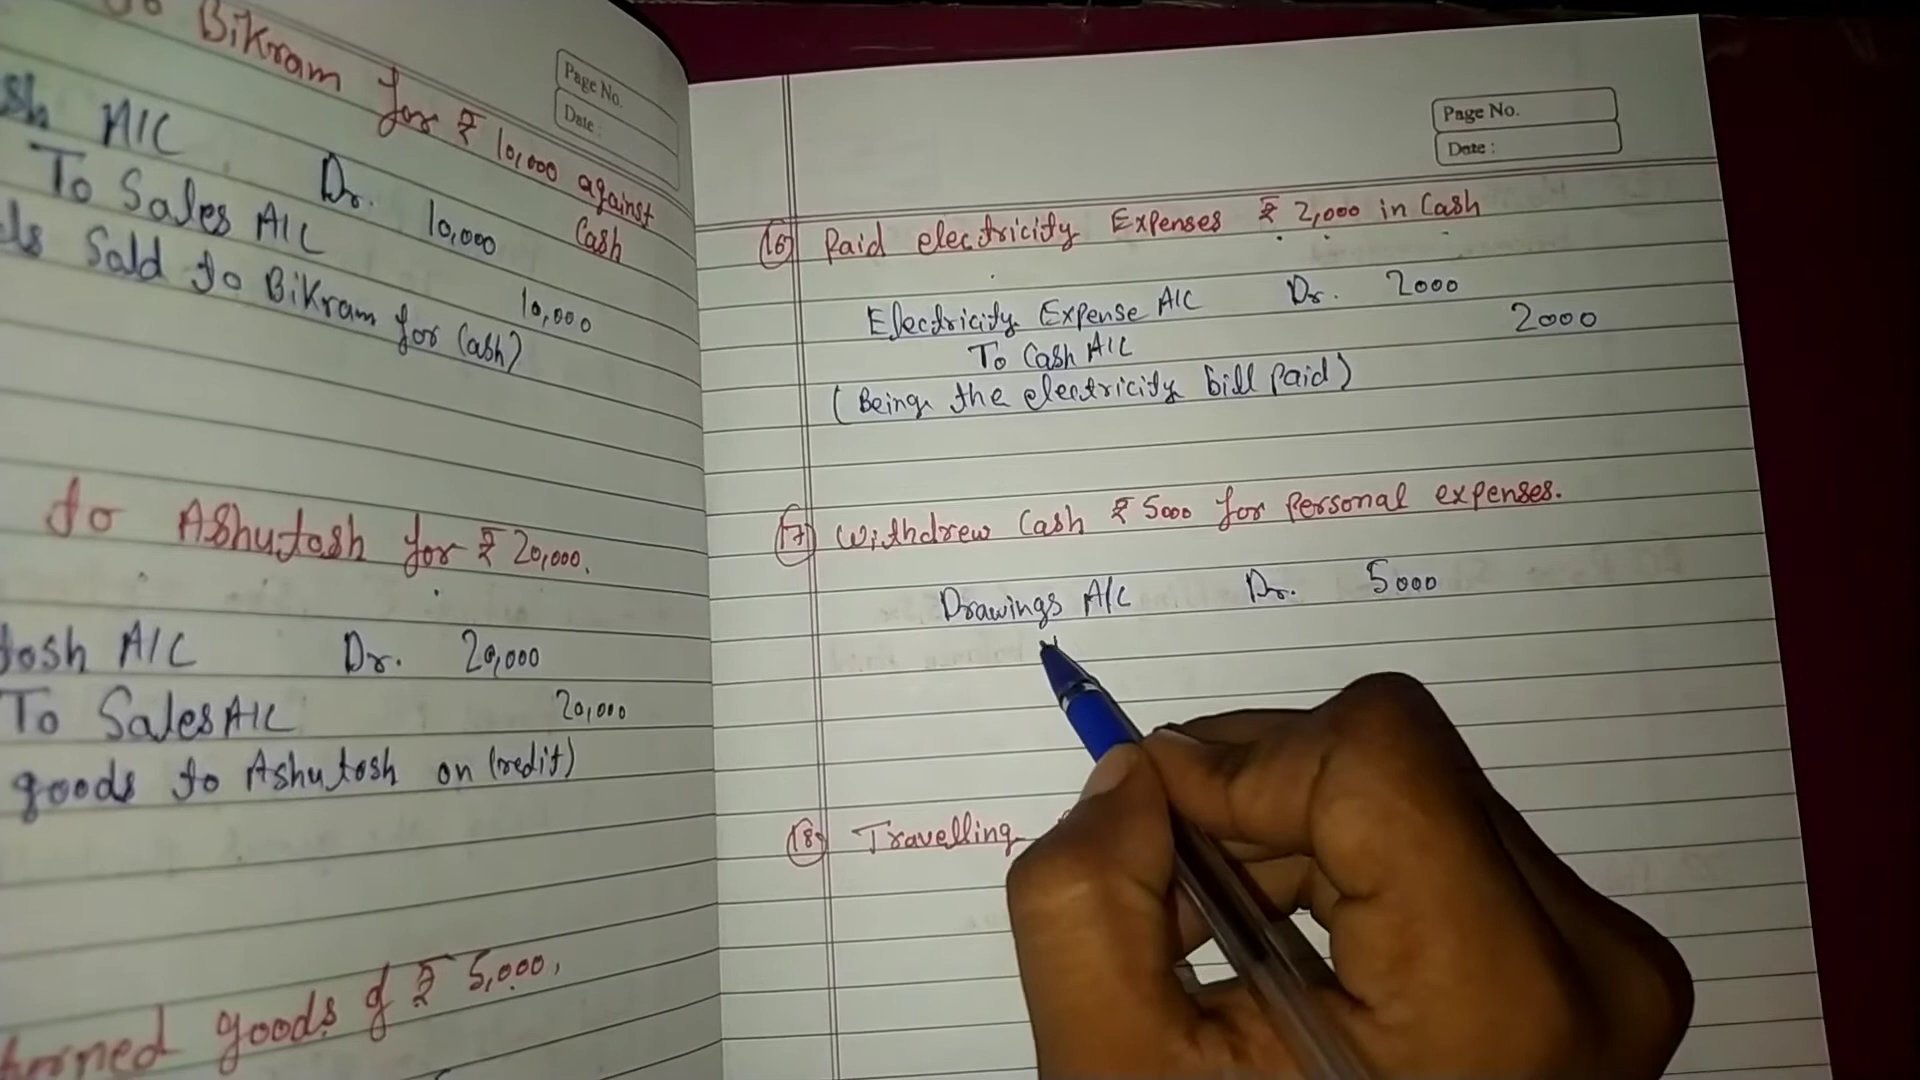 Bikram for ₹ 10,000 against
Cash
A/C Dr. 10,000
To Sales A/C 10,000
Sold to Bikram for Cash)
to Ashutosh for ₹ 20,000.
tosh A/C Dr. 20,000
To Sales A/C 20,000
goods to Ashutosh on Credit)
goods of ₹ 5,000.
Page No.
Date :
Page No.
Date :
16 Paid electricity Expenses ₹ 2,000 in Cash
Electricity Expense A/C Dr. 2000
To Cash A/C 2000
(Being the electricity bill paid)
17 Withdrew Cash ₹ 5000 for Personal expenses.
Drawings A/C Dr. 5000
18 Travelling